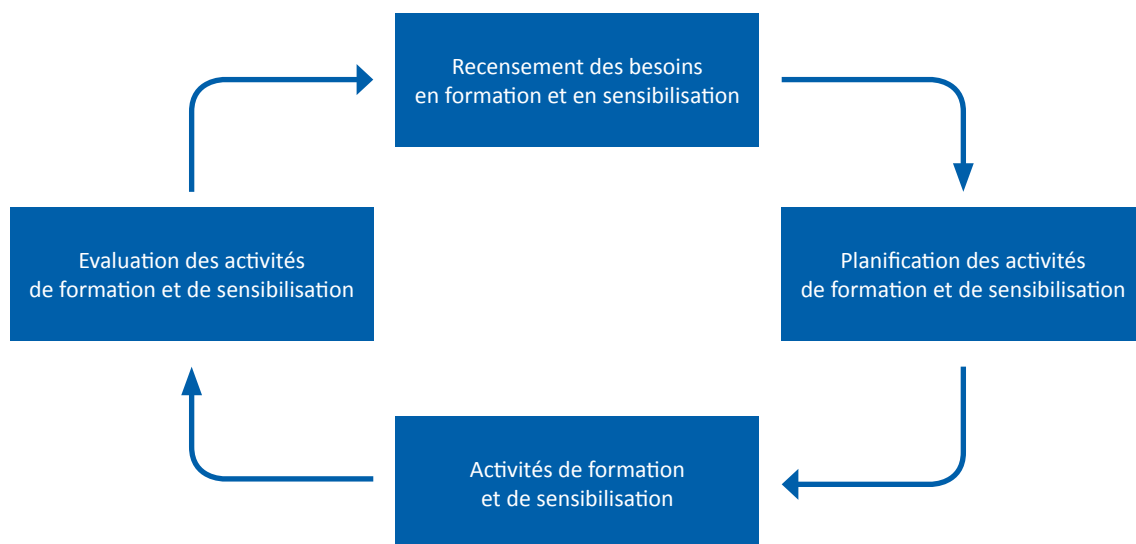 Recensement des besoins
en formation et en sensibilisation
Evaluation des activités
de formation et de sensibilisation
Planification des activités
de formation et de sensibilisation
Activités de formation
et de sensibilisation